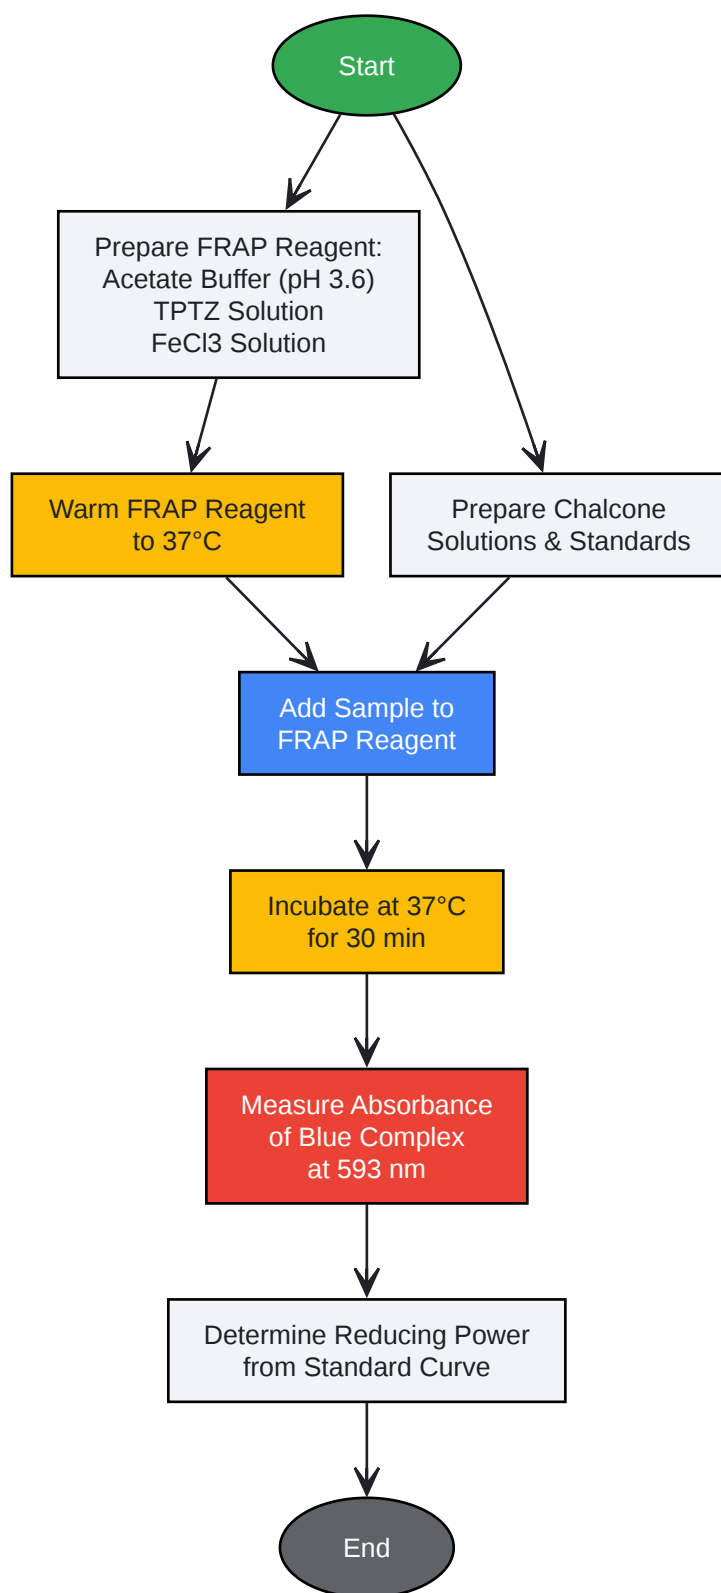 Start
Prepare FRAP Reagent:
Acetate Buffer (pH 3.6)
TPTZ Solution
FeCl3 Solution
Warm FRAP Reagent
to 37°C
Prepare Chalcone
Solutions & Standards
Add Sample to
FRAP Reagent
Incubate at 37°C
for 30 min
Measure Absorbance
of Blue Complex
at 593 nm
Determine Reducing Power
from Standard Curve
End